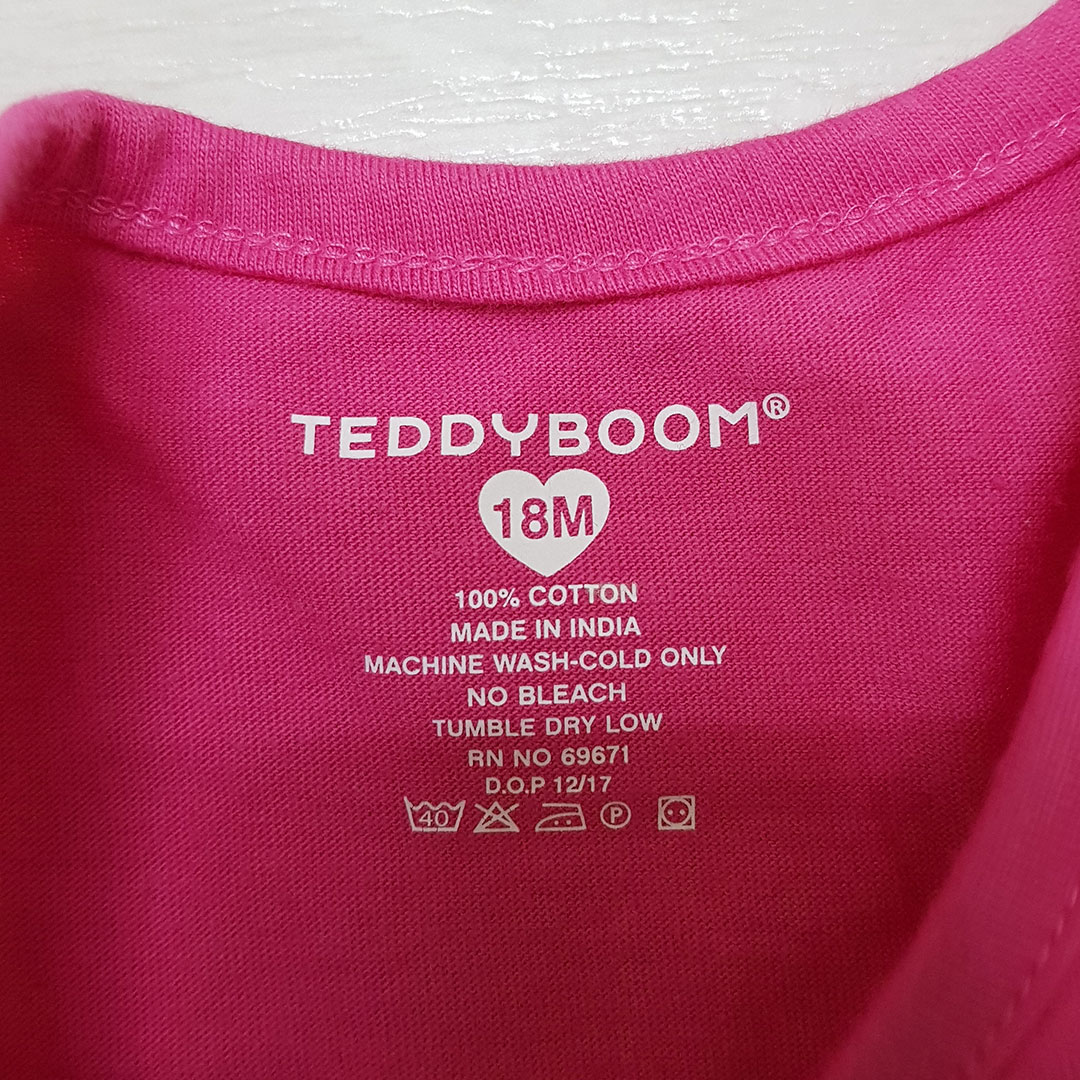 TEDDYBOOM®
18M
100% COTTON
MADE IN INDIA
MACHINE WASH-COLD ONLY
NO BLEACH
TUMBLE DRY LOW
RN NO 69671
D.O.P 12/17
40 P